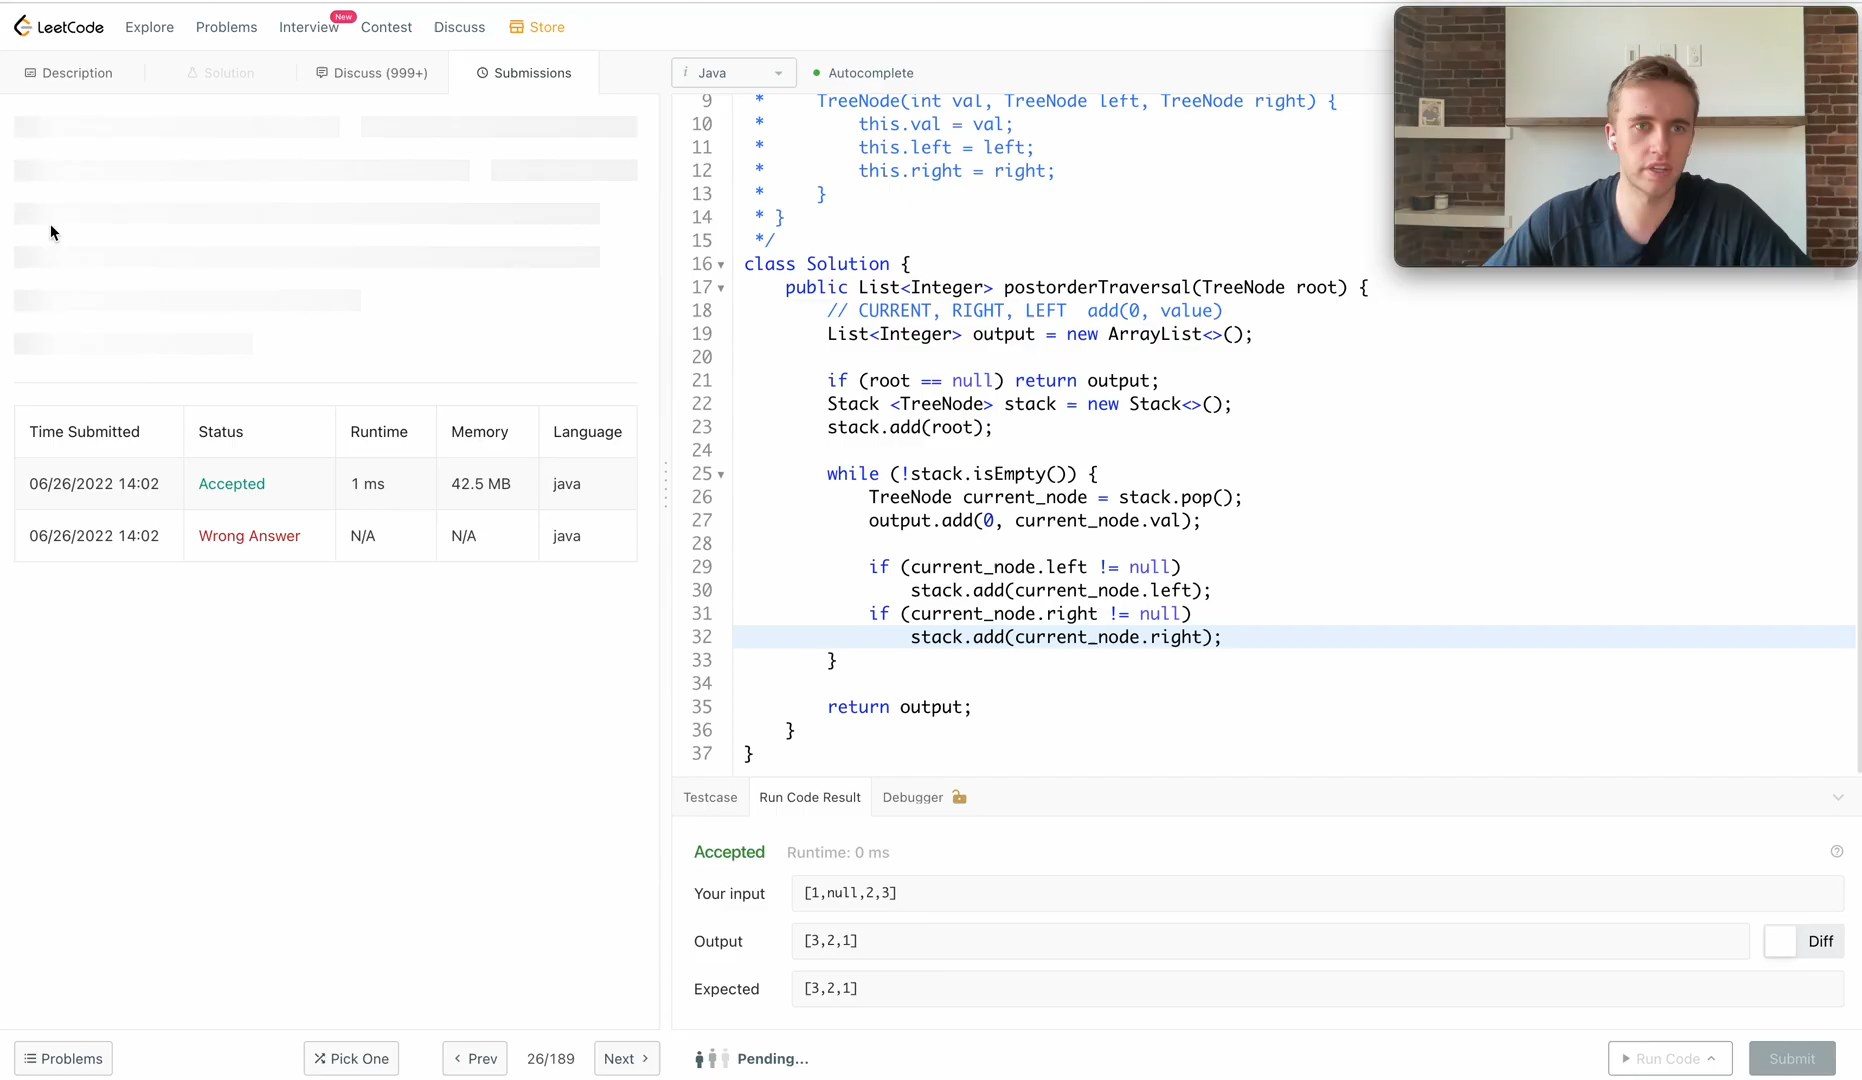 LeetCode Explore Problems Interview New Contest Discuss Store
Description Solution Discuss (999+) Submissions
i Java Autocomplete
Time Submitted Status Runtime Memory Language
06/26/2022 14:02 Accepted 1 ms 42.5 MB java
06/26/2022 14:02 Wrong Answer N/A N/A java
9 * TreeNode(int val, TreeNode left, TreeNode right) {
10 * this.val = val;
11 * this.left = left;
12 * this.right = right;
13 * }
14 * }
15 */
16 class Solution {
17 public List<Integer> postorderTraversal(TreeNode root) {
18 // CURRENT, RIGHT, LEFT add(0, value)
19 List<Integer> output = new ArrayList<>();
20
21 if (root == null) return output;
22 Stack <TreeNode> stack = new Stack<>();
23 stack.add(root);
24
25 while (!stack.isEmpty()) {
26 TreeNode current_node = stack.pop();
27 output.add(0, current_node.val);
28
29 if (current_node.left != null)
30 stack.add(current_node.left);
31 if (current_node.right != null)
32 stack.add(current_node.right);
33 }
34
35 return output;
36 }
37 }
Testcase Run Code Result Debugger
Accepted Runtime: 0 ms
Your input [1,null,2,3]
Output [3,2,1] Diff
Expected [3,2,1]
Problems Pick One Prev 26/189 Next Pending... Run Code Submit